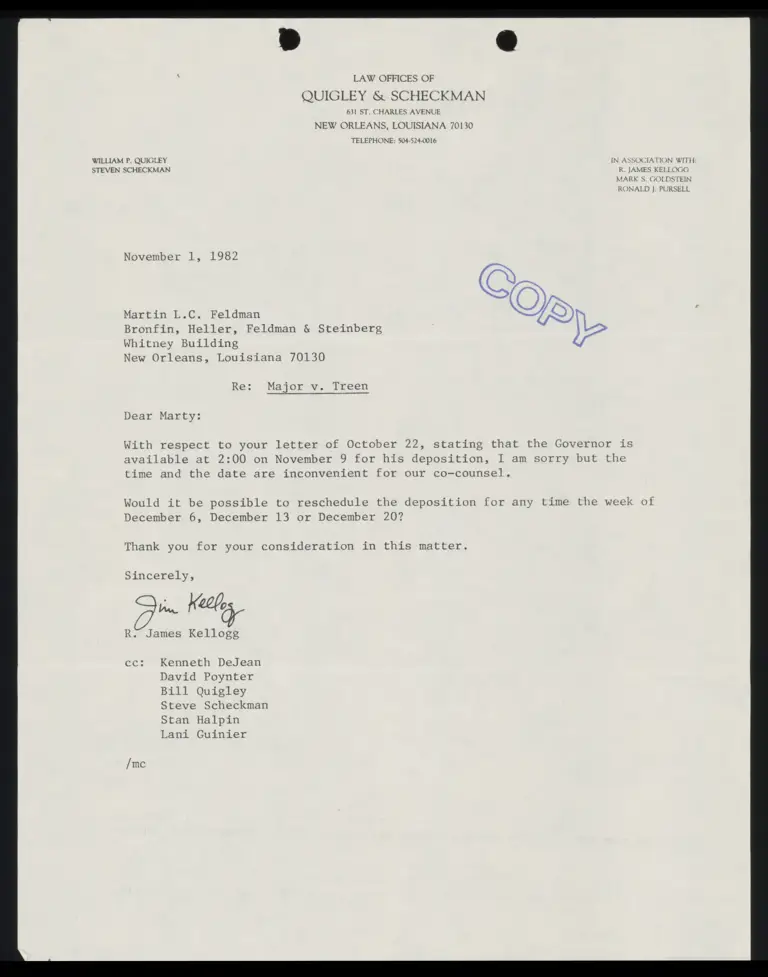 LAW OFFICES OF
QUIGLEY & SCHECKMAN
631 ST. CHARLES AVENUE
NEW ORLEANS, LOUISIANA 70130
TELEPHONE: 504-524-0016
WILLIAM P. QUIGLEY
STEVEN SCHECKMAN
IN ASSOCIATION WITH:
R. JAMES KELLOGG
MARK S. GOLDSTEIN
RONALD J. PURSELL
November 1, 1982
COPY
Martin L.C. Feldman
Bronfin, Heller, Feldman & Steinberg
Whitney Building
New Orleans, Louisiana 70130
Re: Major v. Treen
Dear Marty:
With respect to your letter of October 22, stating that the Governor is
available at 2:00 on November 9 for his deposition, I am sorry but the
time and the date are inconvenient for our co-counsel.
Would it be possible to reschedule the deposition for any time the week of
December 6, December 13 or December 20?
Thank you for your consideration in this matter.
Sincerely,
Jim Kellogg
R. James Kellogg
cc: Kenneth DeJean
David Poynter
Bill Quigley
Steve Scheckman
Stan Halpin
Lani Guinier
/mc